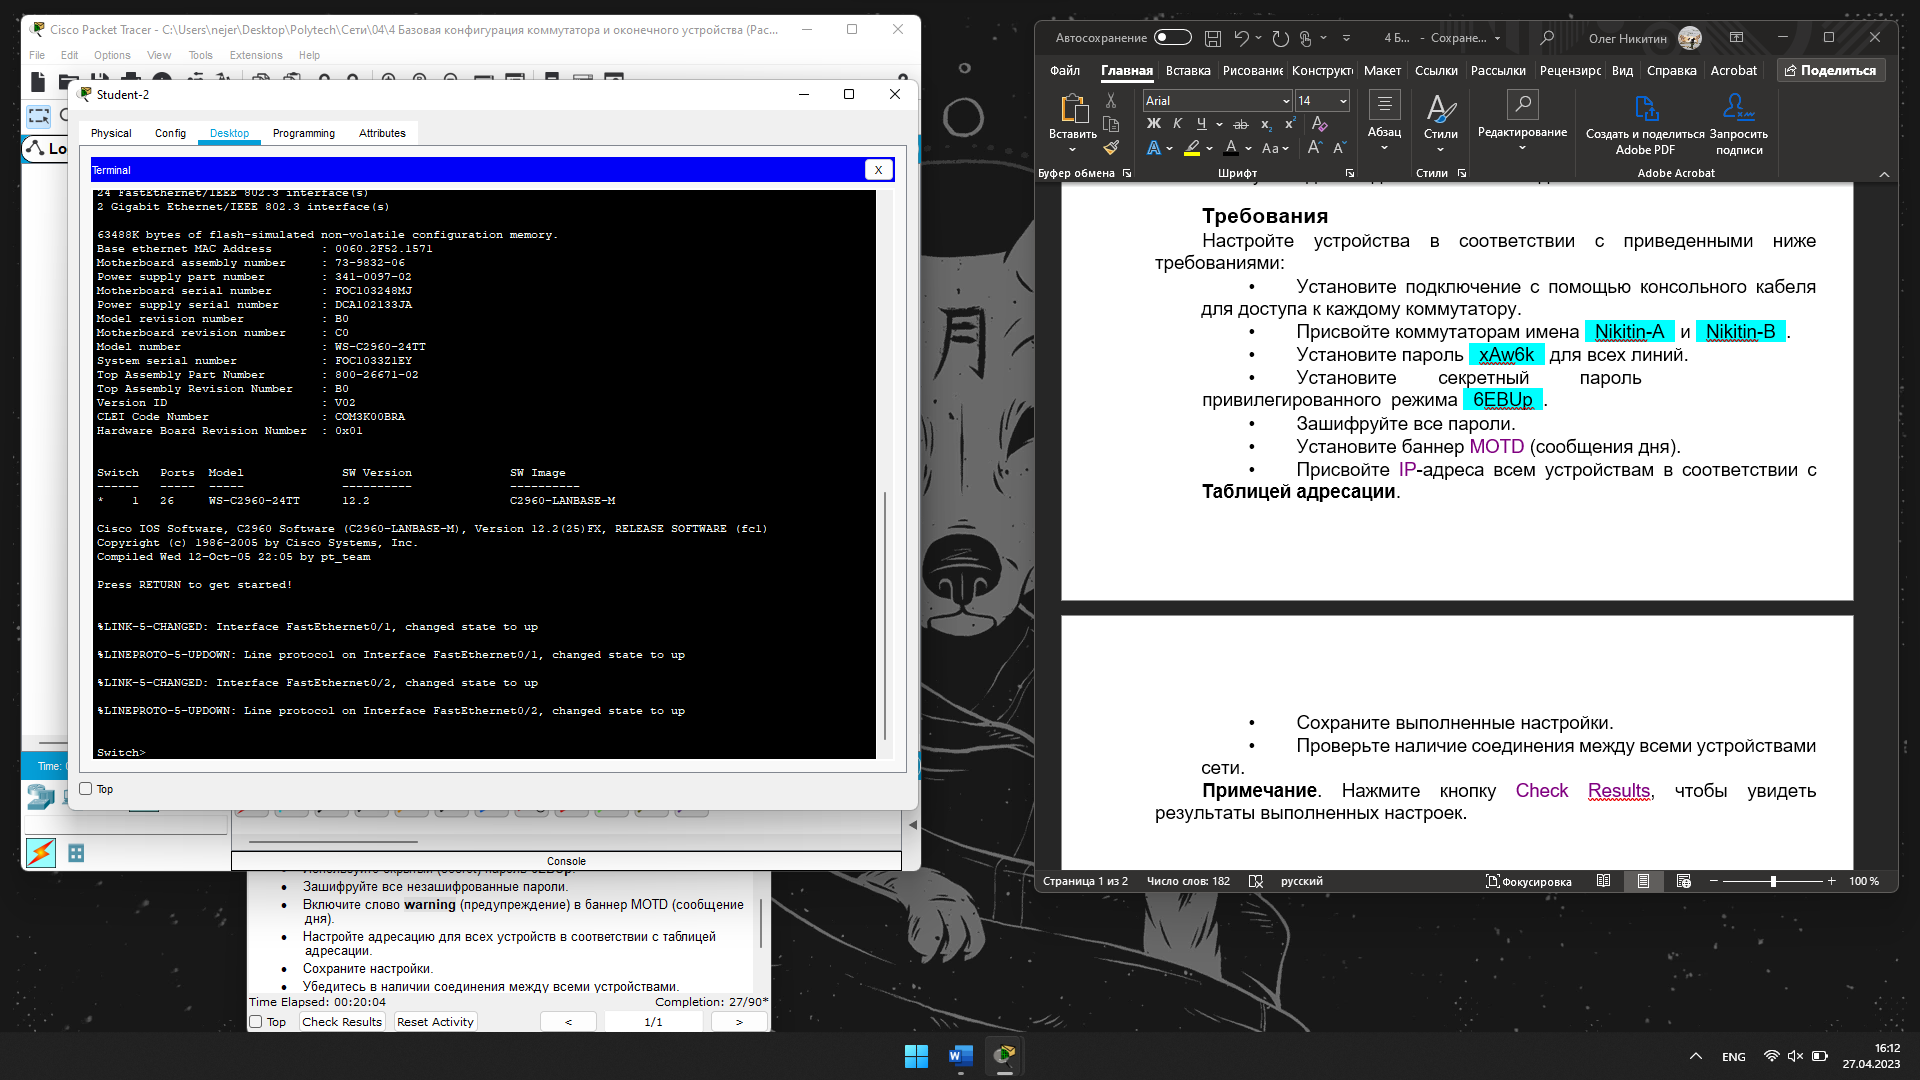 Cisco Packet Tracer - C:\Users\nejer\Desktop\Polytech\Сети\04\4 Базовая конфигурация коммутатора и оконечного устройства (Рас...
File Edit Options View Tools Extensions Help
Student-2
Physical Config Desktop Programming Attributes
Terminal
X
24 FastEthernet/IEEE 802.3 interface(s)
2 Gigabit Ethernet/IEEE 802.3 interface(s)
63488K bytes of flash-simulated non-volatile configuration memory.
Base ethernet MAC Address : 0060.2F52.1571
Motherboard assembly number : 73-9832-06
Power supply part number : 341-0097-02
Motherboard serial number : FOC103248MJ
Power supply serial number : DCA102133JA
Model revision number : B0
Motherboard revision number : C0
Model number : WS-C2960-24TT
System serial number : FOC1033Z1EY
Top Assembly Part Number : 800-26671-02
Top Assembly Revision Number : B0
Version ID : V02
CLEI Code Number : COM3K00BRA
Hardware Board Revision Number : 0x01
Switch Ports Model SW Version SW Image
------ ----- ----- ---------- ----------
* 1 26 WS-C2960-24TT 12.2 C2960-LANBASE-M
Cisco IOS Software, C2960 Software (C2960-LANBASE-M), Version 12.2(25)FX, RELEASE SOFTWARE (fc1)
Copyright (c) 1986-2005 by Cisco Systems, Inc.
Compiled Wed 12-Oct-05 22:05 by pt_team
Press RETURN to get started!
%LINK-5-CHANGED: Interface FastEthernet0/1, changed state to up
%LINEPROTO-5-UPDOWN: Line protocol on Interface FastEthernet0/1, changed state to up
%LINK-5-CHANGED: Interface FastEthernet0/2, changed state to up
%LINEPROTO-5-UPDOWN: Line protocol on Interface FastEthernet0/2, changed state to up
Switch>
Top
Lo
Time: 
Console
• Зашифруйте все незашифрованные пароли.
• Включите слово warning (предупреждение) в баннер MOTD (сообщение
дня).
• Настройте адресацию для всех устройств в соответствии с таблицей
адресации.
• Сохраните настройки.
• Убедитесь в наличии соединения между всеми устройствами.
Time Elapsed: 00:20:04 Completion: 27/90*
Top Check Results Reset Activity < 1/1 >
Автосохранение 4 Б... - Сохране... Олег Никитин
Файл Главная Вставка Рисование Конструкт Макет Ссылки Рассылки Рецензирс Вид Справка Acrobat Поделиться
Вставить
Arial 14
Ж К Ч ab x₂ x² A
A A Aa A A
Абзац
Стили
Редактирование
Создать и поделиться
Adobe PDF
Запросить
подписи
Буфер обмена Шрифт Стили Adobe Acrobat
Требования
Настройте устройства в соответствии с приведенными ниже
требованиями:
• Установите подключение с помощью консольного кабеля
для доступа к каждому коммутатору.
• Присвойте коммутаторам имена Nikitin-A и Nikitin-B .
• Установите пароль xAw6k для всех линий.
• Установите секретный пароль
привилегированного режима 6EBUp .
• Зашифруйте все пароли.
• Установите баннер MOTD (сообщения дня).
• Присвойте IP-адреса всем устройствам в соответствии с
Таблицей адресации.
• Сохраните выполненные настройки.
• Проверьте наличие соединения между всеми устройствами
сети.
Примечание. Нажмите кнопку Check Results, чтобы увидеть
результаты выполненных настроек.
Страница 1 из 2 Число слов: 182 русский Фокусировка 100 %
月
ENG
16:12
27.04.2023